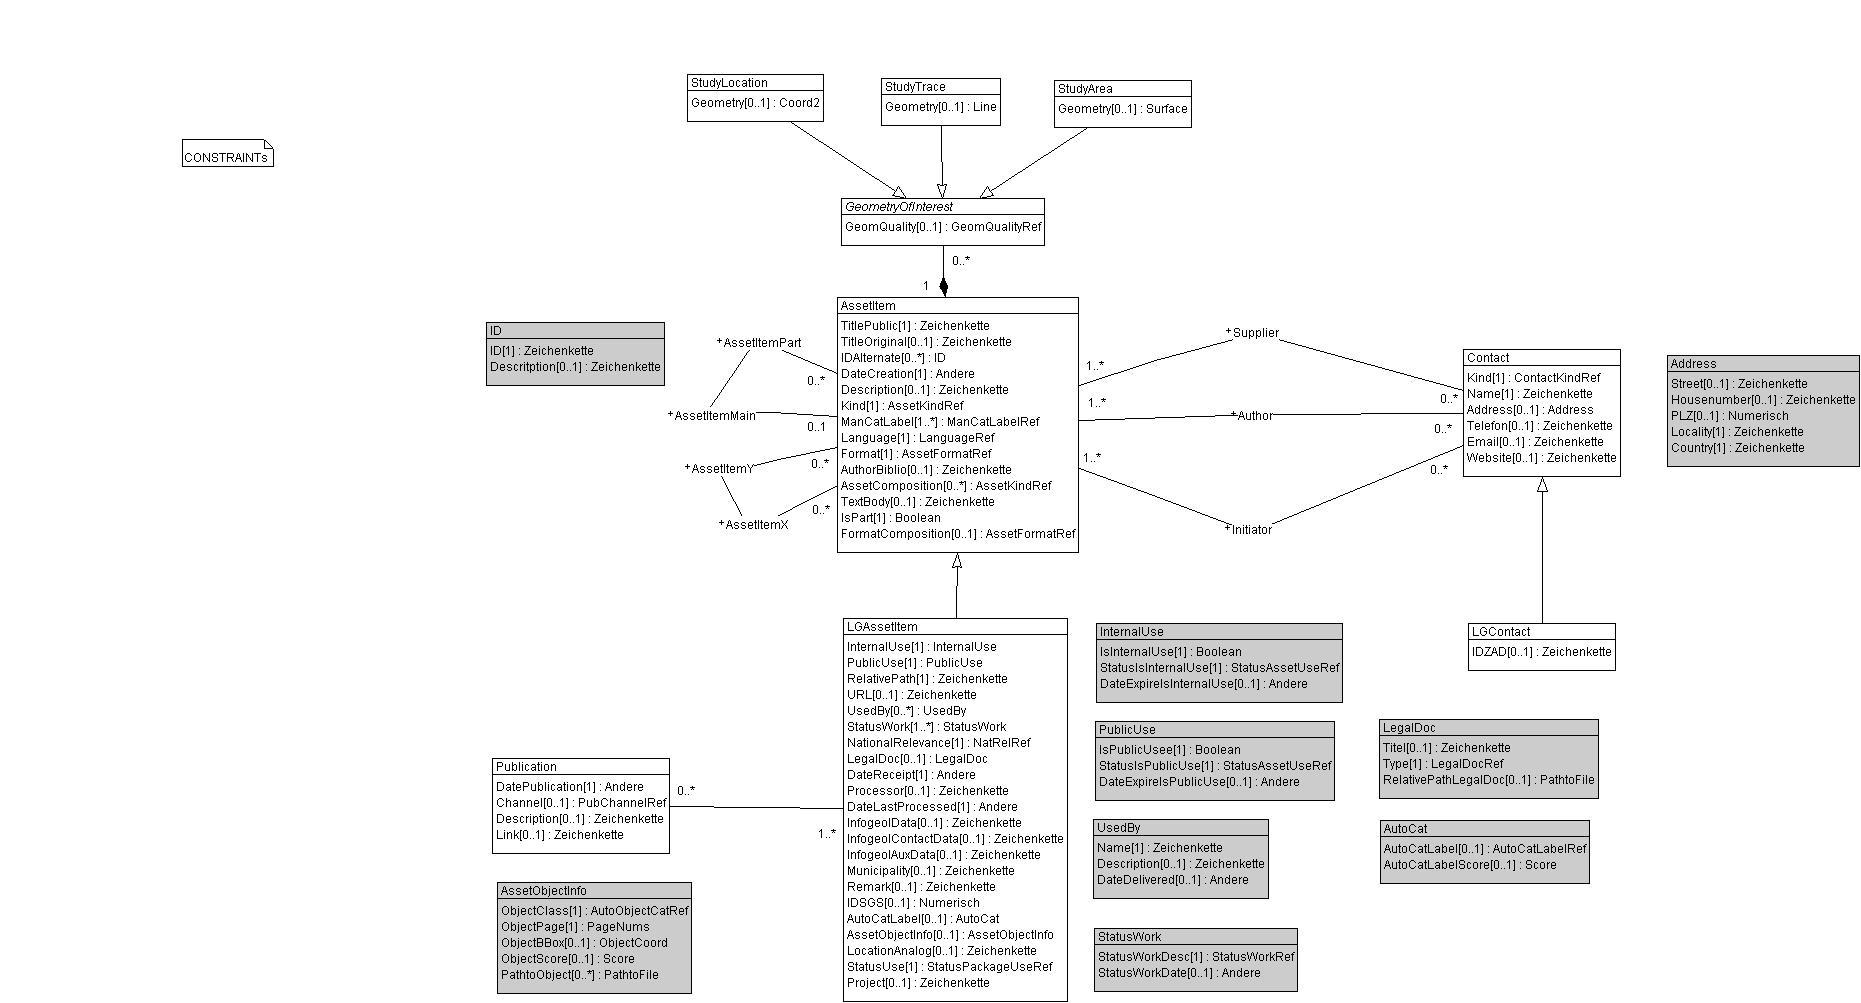 StudyLocation
Geometry[0..1] : Coord2
StudyTrace
Geometry[0..1] : Line
StudyArea
Geometry[0..1] : Surface
CONSTRAINTs
GeometryOfInterest
GeomQuality[0..1] : GeomQualityRef
0..*
1
AssetItem
TitlePublic[1] : Zeichenkette
TitleOriginal[0..1] : Zeichenkette
IDAlternate[0..*] : ID
DateCreation[1] : Andere
Description[0..1] : Zeichenkette
Kind[1] : AssetKindRef
ManCatLabel[1..*] : ManCatLabelRef
Language[1] : LanguageRef
Format[1] : AssetFormatRef
AuthorBiblio[0..1] : Zeichenkette
AssetComposition[0..*] : AssetKindRef
TextBody[0..1] : Zeichenkette
IsPart[1] : Boolean
FormatComposition[0..1] : AssetFormatRef
ID
ID[1] : Zeichenkette
Descritption[0..1] : Zeichenkette
+AssetItemPart
0..*
+AssetItemMain
0..1
+AssetItemY
0..*
+AssetItemX
0..*
+Supplier
1..*
0..*
+Author
1..*
0..*
+Initiator
1..*
0..*
Contact
Kind[1] : ContactKindRef
Name[1] : Zeichenkette
Address[0..1] : Address
Telefon[0..1] : Zeichenkette
Email[0..1] : Zeichenkette
Website[0..1] : Zeichenkette
Address
Street[0..1] : Zeichenkette
Housenumber[0..1] : Zeichenkette
PLZ[0..1] : Numerisch
Locality[1] : Zeichenkette
Country[1] : Zeichenkette
LGAssetItem
InternalUse[1] : InternalUse
PublicUse[1] : PublicUse
RelativePath[1] : Zeichenkette
URL[0..1] : Zeichenkette
UsedBy[0..*] : UsedBy
StatusWork[1..*] : StatusWork
NationalRelevance[1] : NatRelRef
LegalDoc[0..1] : LegalDoc
DateReceipt[1] : Andere
Processor[0..1] : Zeichenkette
DateLastProcessed[1] : Andere
InfogeolData[0..1] : Zeichenkette
InfogeolContactData[0..1] : Zeichenkette
InfogeolAuxData[0..1] : Zeichenkette
Municipality[0..1] : Zeichenkette
Remark[0..1] : Zeichenkette
IDSGS[0..1] : Numerisch
AutoCatLabel[0..1] : AutoCat
AssetObjectInfo[0..1] : AssetObjectInfo
LocationAnalog[0..1] : Zeichenkette
StatusUse[1] : StatusPackageUseRef
Project[0..1] : Zeichenkette
InternalUse
IsInternalUse[1] : Boolean
StatusIsInternalUse[1] : StatusAssetUseRef
DateExpireIsInternalUse[0..1] : Andere
LGContact
IDZAD[0..1] : Zeichenkette
PublicUse
IsPublicUsee[1] : Boolean
StatusIsPublicUse[1] : StatusAssetUseRef
DateExpireIsPublicUse[0..1] : Andere
LegalDoc
Titel[0..1] : Zeichenkette
Type[1] : LegalDocRef
RelativePathLegalDoc[0..1] : PathtoFile
Publication
DatePublication[1] : Andere
Channel[0..1] : PubChannelRef
Description[0..1] : Zeichenkette
Link[0..1] : Zeichenkette
0..*
1..*
UsedBy
Name[1] : Zeichenkette
Description[0..1] : Zeichenkette
DateDelivered[0..1] : Andere
AutoCat
AutoCatLabel[0..1] : AutoCatLabelRef
AutoCatLabelScore[0..1] : Score
AssetObjectInfo
ObjectClass[1] : AutoObjectCatRef
ObjectPage[1] : PageNums
ObjectBBox[0..1] : ObjectCoord
ObjectScore[0..1] : Score
PathtoObject[0..*] : PathtoFile
StatusWork
StatusWorkDesc[1] : StatusWorkRef
StatusWorkDate[0..1] : Andere